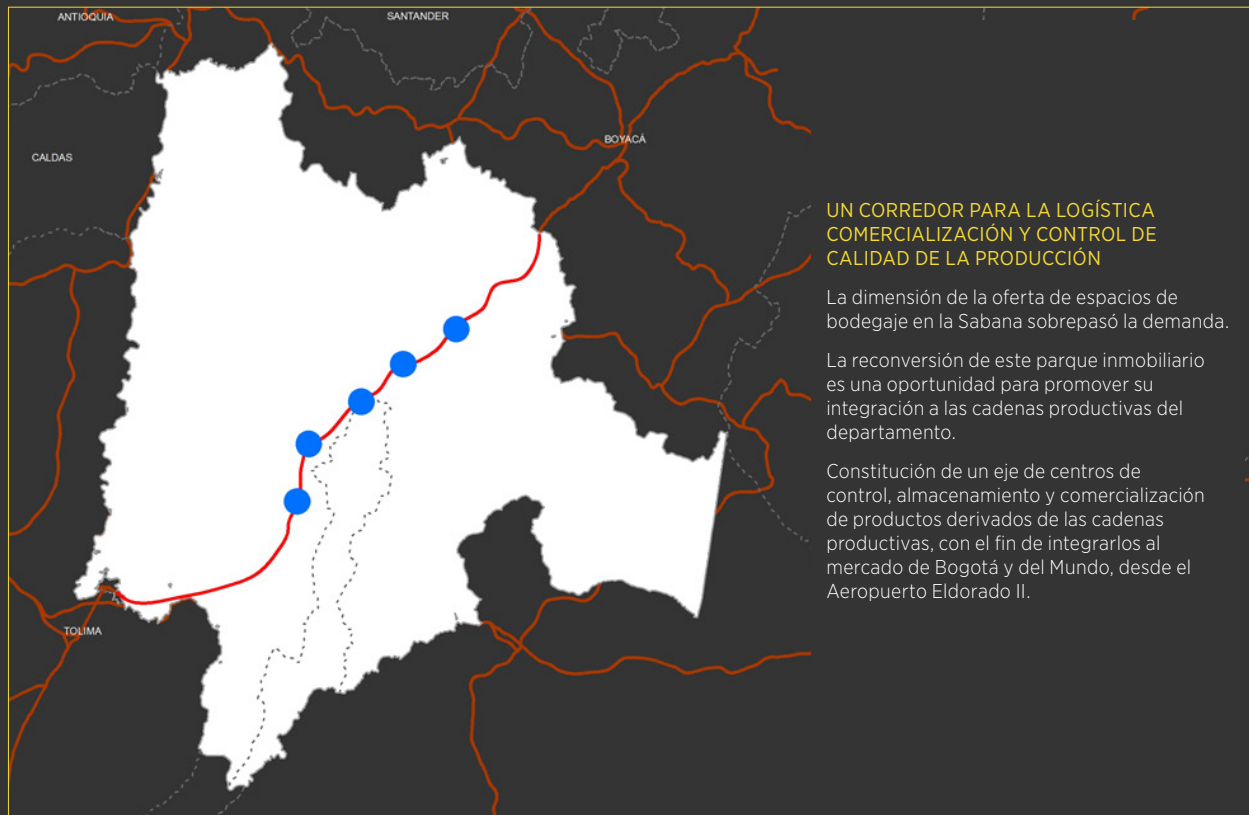 ANTIOQUIA
SANTANDER
BOYACÁ
CALDAS
TOLIMA
UN CORREDOR PARA LA LOGÍSTICA
COMERCIALIZACIÓN Y CONTROL DE
CALIDAD DE LA PRODUCCIÓN
La dimensión de la oferta de espacios de
bodegaje en la Sabana sobrepasó la demanda.
La reconversión de este parque inmobiliario
es una oportunidad para promover su
integración a las cadenas productivas del
departamento.
Constitución de un eje de centros de
control, almacenamiento y comercialización
de productos derivados de las cadenas
productivas, con el fin de integrarlos al
mercado de Bogotá y del Mundo, desde el
Aeropuerto Eldorado II.